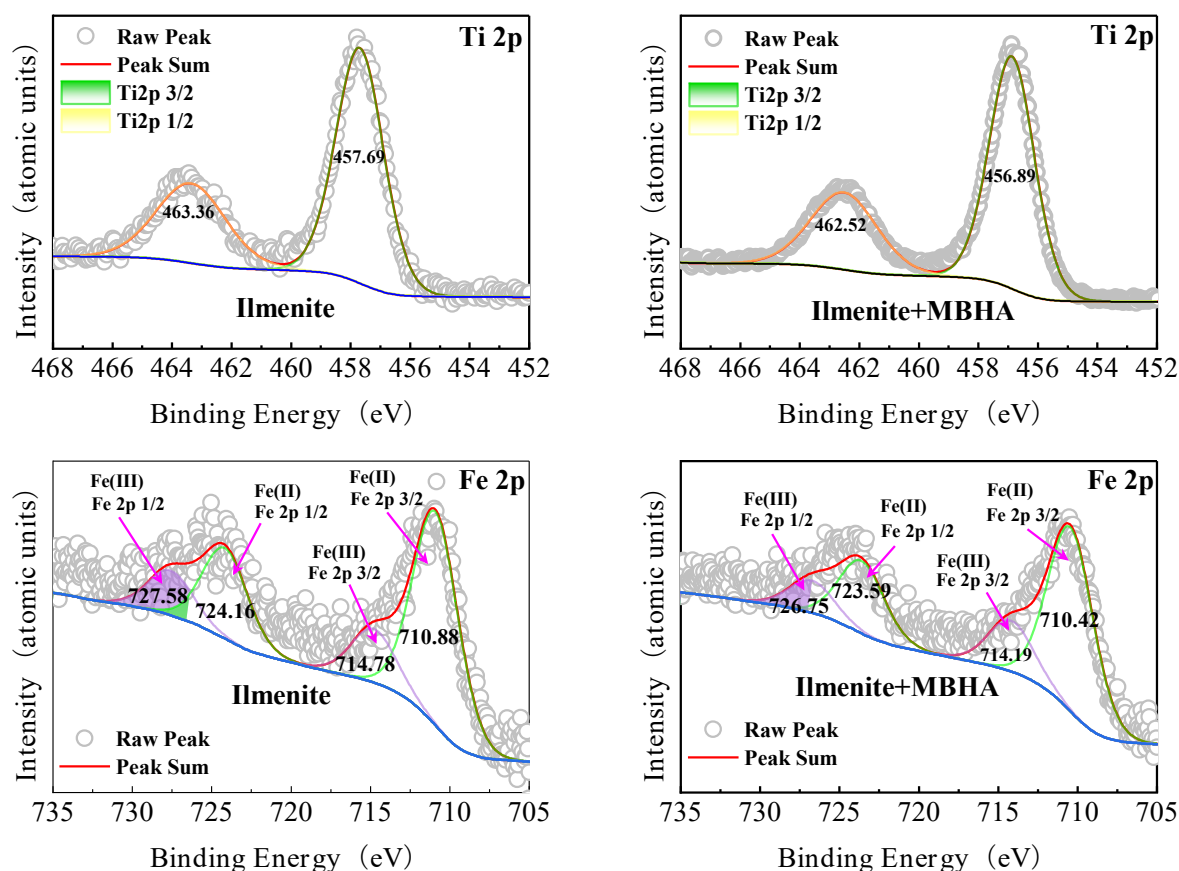 Ti 2p
Raw Peak
Peak Sum
Ti2p 3/2
Ti2p 1/2
457.69
463.36
Ilmenite
Intensity（atomic units）
468 466 464 462 460 458 456 454 452
Binding Energy（eV）
Ti 2p
Raw Peak
Peak Sum
Ti2p 3/2
Ti2p 1/2
456.89
462.52
Ilmenite+MBHA
Intensity（atomic units）
468 466 464 462 460 458 456 454 452
Binding Energy（eV）
Fe 2p
Fe(III)
Fe 2p 1/2
Fe(II)
Fe 2p 1/2
Fe(II)
Fe 2p 3/2
Fe(III)
Fe 2p 3/2
727.58
724.16
714.78
710.88
Ilmenite
Raw Peak
Peak Sum
Intensity（atomic units）
735 730 725 720 715 710 705
Binding Energy（eV）
Fe 2p
Fe(III)
Fe 2p 1/2
Fe(II)
Fe 2p 1/2
Fe(II)
Fe 2p 3/2
Fe(III)
Fe 2p 3/2
726.75
723.59
714.19
710.42
Ilmenite+MBHA
Raw Peak
Peak Sum
Intensity（atomic units）
735 730 725 720 715 710 705
Binding Energy（eV）